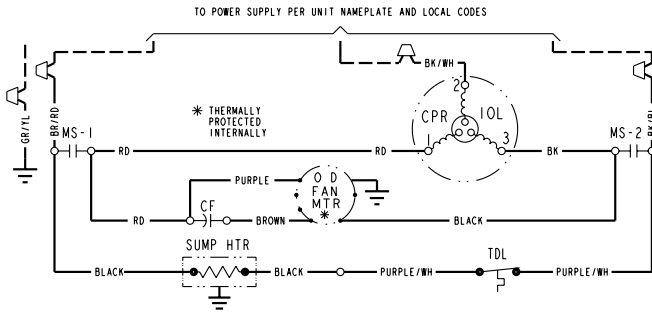 TO POWER SUPPLY PER UNIT NAMEPLATE AND LOCAL CODES
BK/WH
GR/YL
BR/RD
MS-1
* THERMALLY
PROTECTED
INTERNALLY
2
CPR
IOL
1
3
MS-2
RD
RD
BK
PURPLE
O D
FAN
MTR
*
CF
RD
BROWN
BLACK
SUMP HTR
TDL
BLACK
BLACK
PURPLE/WH
PURPLE/WH